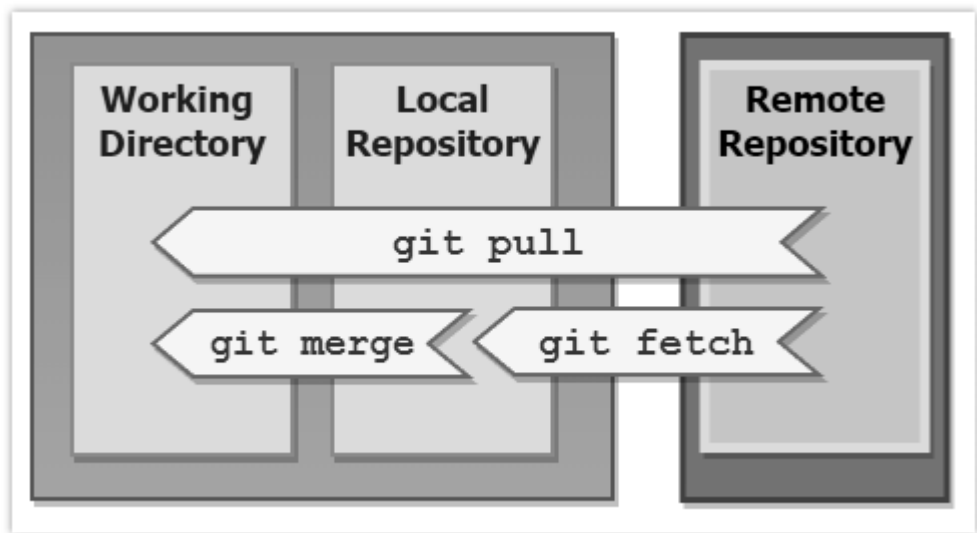 Working
Directory
Local
Repository
Remote
Repository
git pull
git merge
git fetch